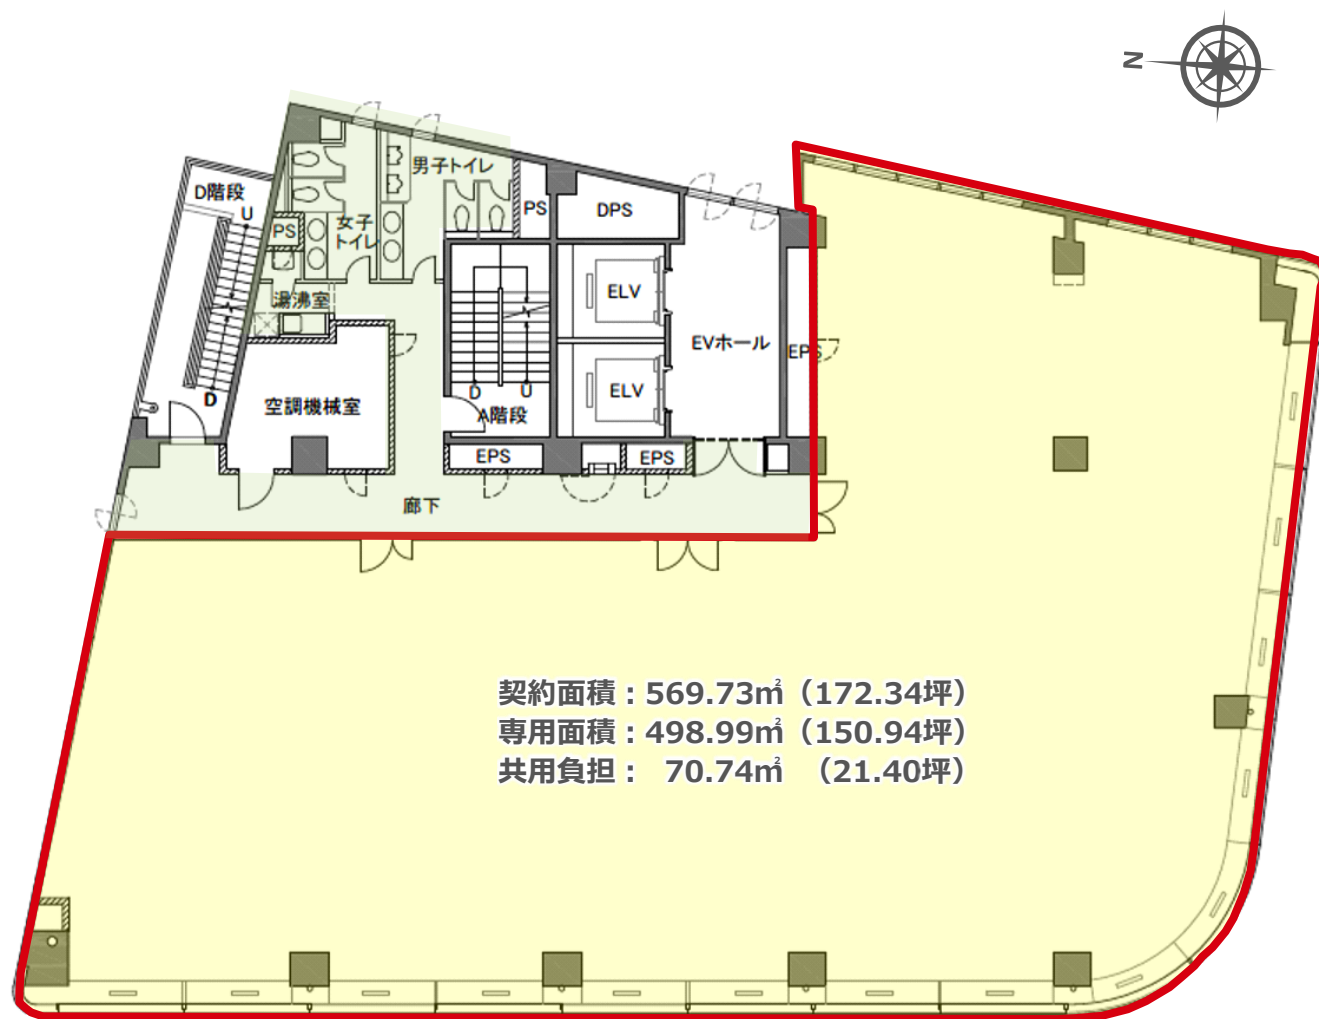 N
D階段
U
D
PS
女子
トイレ
男子トイレ
PS
DPS
湯沸室
空調機械室
ELV
ELV
EVホール
EPS
D
U
A階段
EPS
EPS
廊下
契約面積：569.73㎡（172.34坪）
専用面積：498.99㎡（150.94坪）
共用負担： 70.74㎡ （21.40坪）